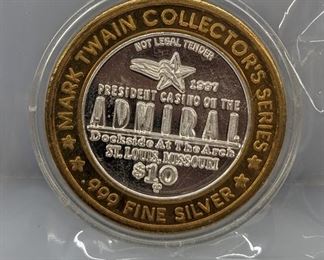 MARK TWAIN COLLECTOR'S SERIES
NOT LEGAL TENDER
1997
PRESIDENT CASINO ON THE
ADMIRAL
Dockside At The Arch
ST. LOUIS, MISSOURI
$10
.999 FINE SILVER